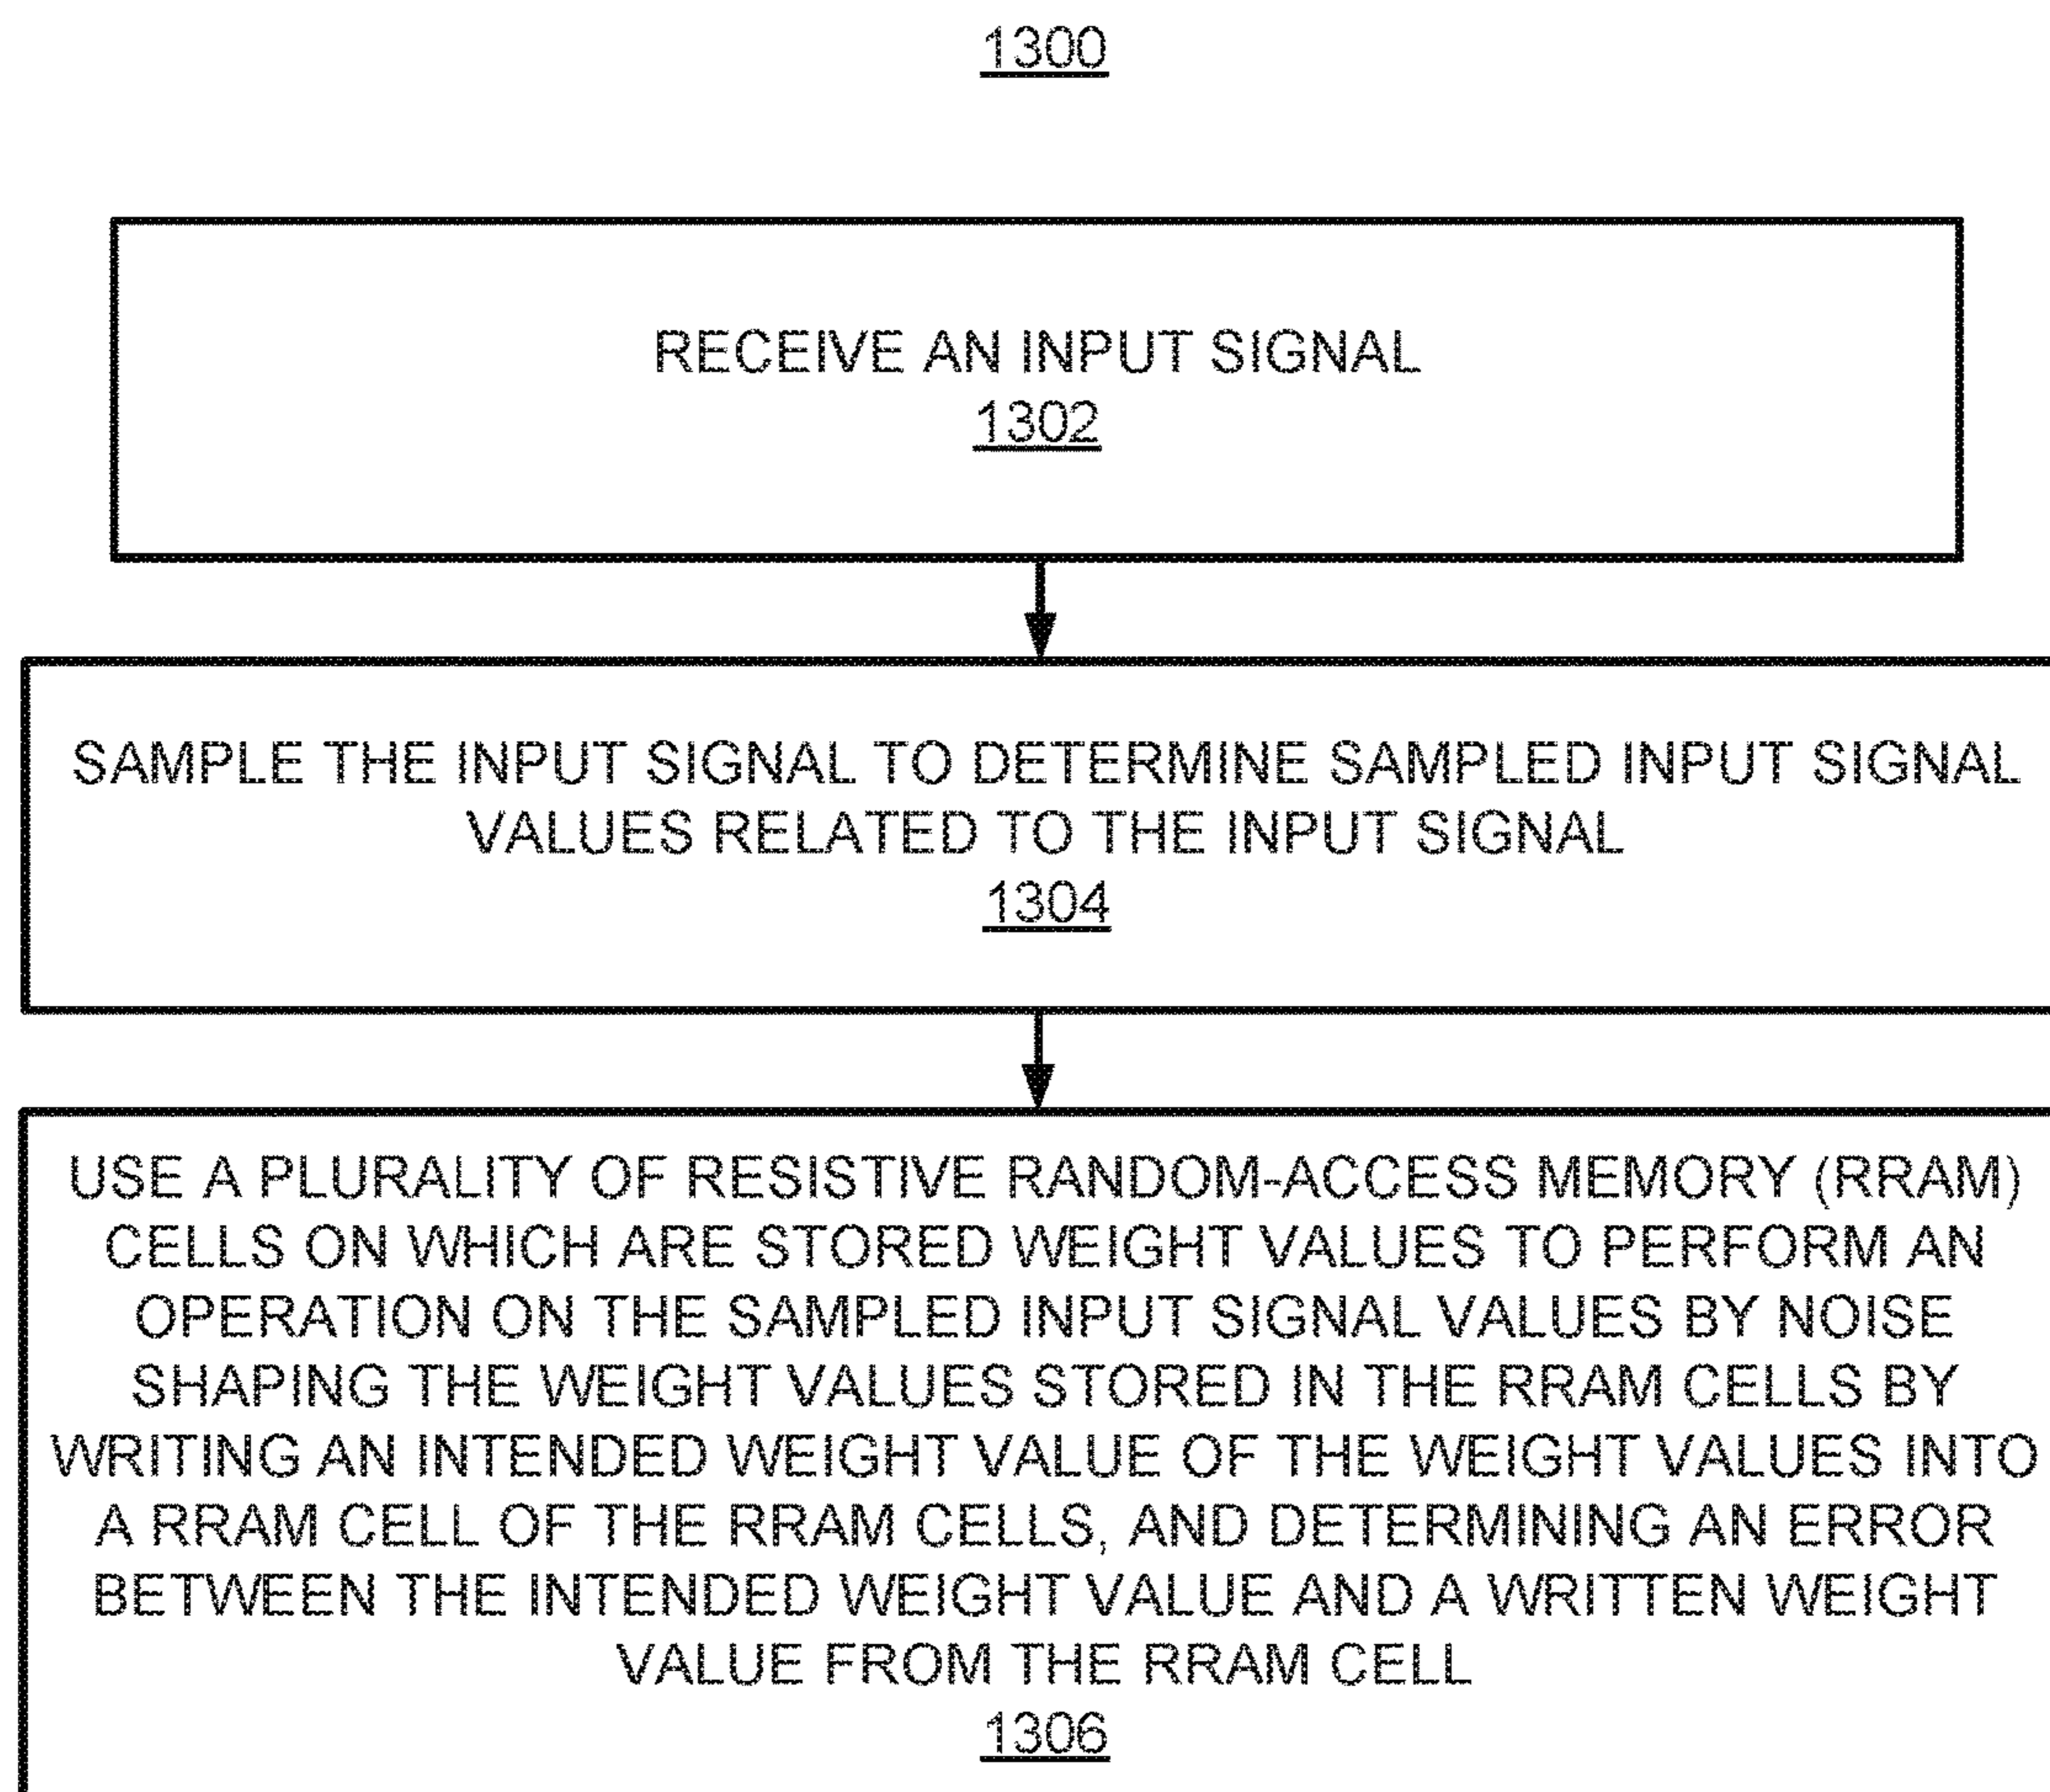 1300
RECEIVE AN INPUT SIGNAL
1302
SAMPLE THE INPUT SIGNAL TO DETERMINE SAMPLED INPUT SIGNAL
VALUES RELATED TO THE INPUT SIGNAL
1304
USE A PLURALITY OF RESISTIVE RANDOM-ACCESS MEMORY (RRAM)
CELLS ON WHICH ARE STORED WEIGHT VALUES TO PERFORM AN
OPERATION ON THE SAMPLED INPUT SIGNAL VALUES BY NOISE
SHAPING THE WEIGHT VALUES STORED IN THE RRAM CELLS BY
WRITING AN INTENDED WEIGHT VALUE OF THE WEIGHT VALUES INTO
A RRAM CELL OF THE RRAM CELLS, AND DETERMINING AN ERROR
BETWEEN THE INTENDED WEIGHT VALUE AND A WRITTEN WEIGHT
VALUE FROM THE RRAM CELL
1306